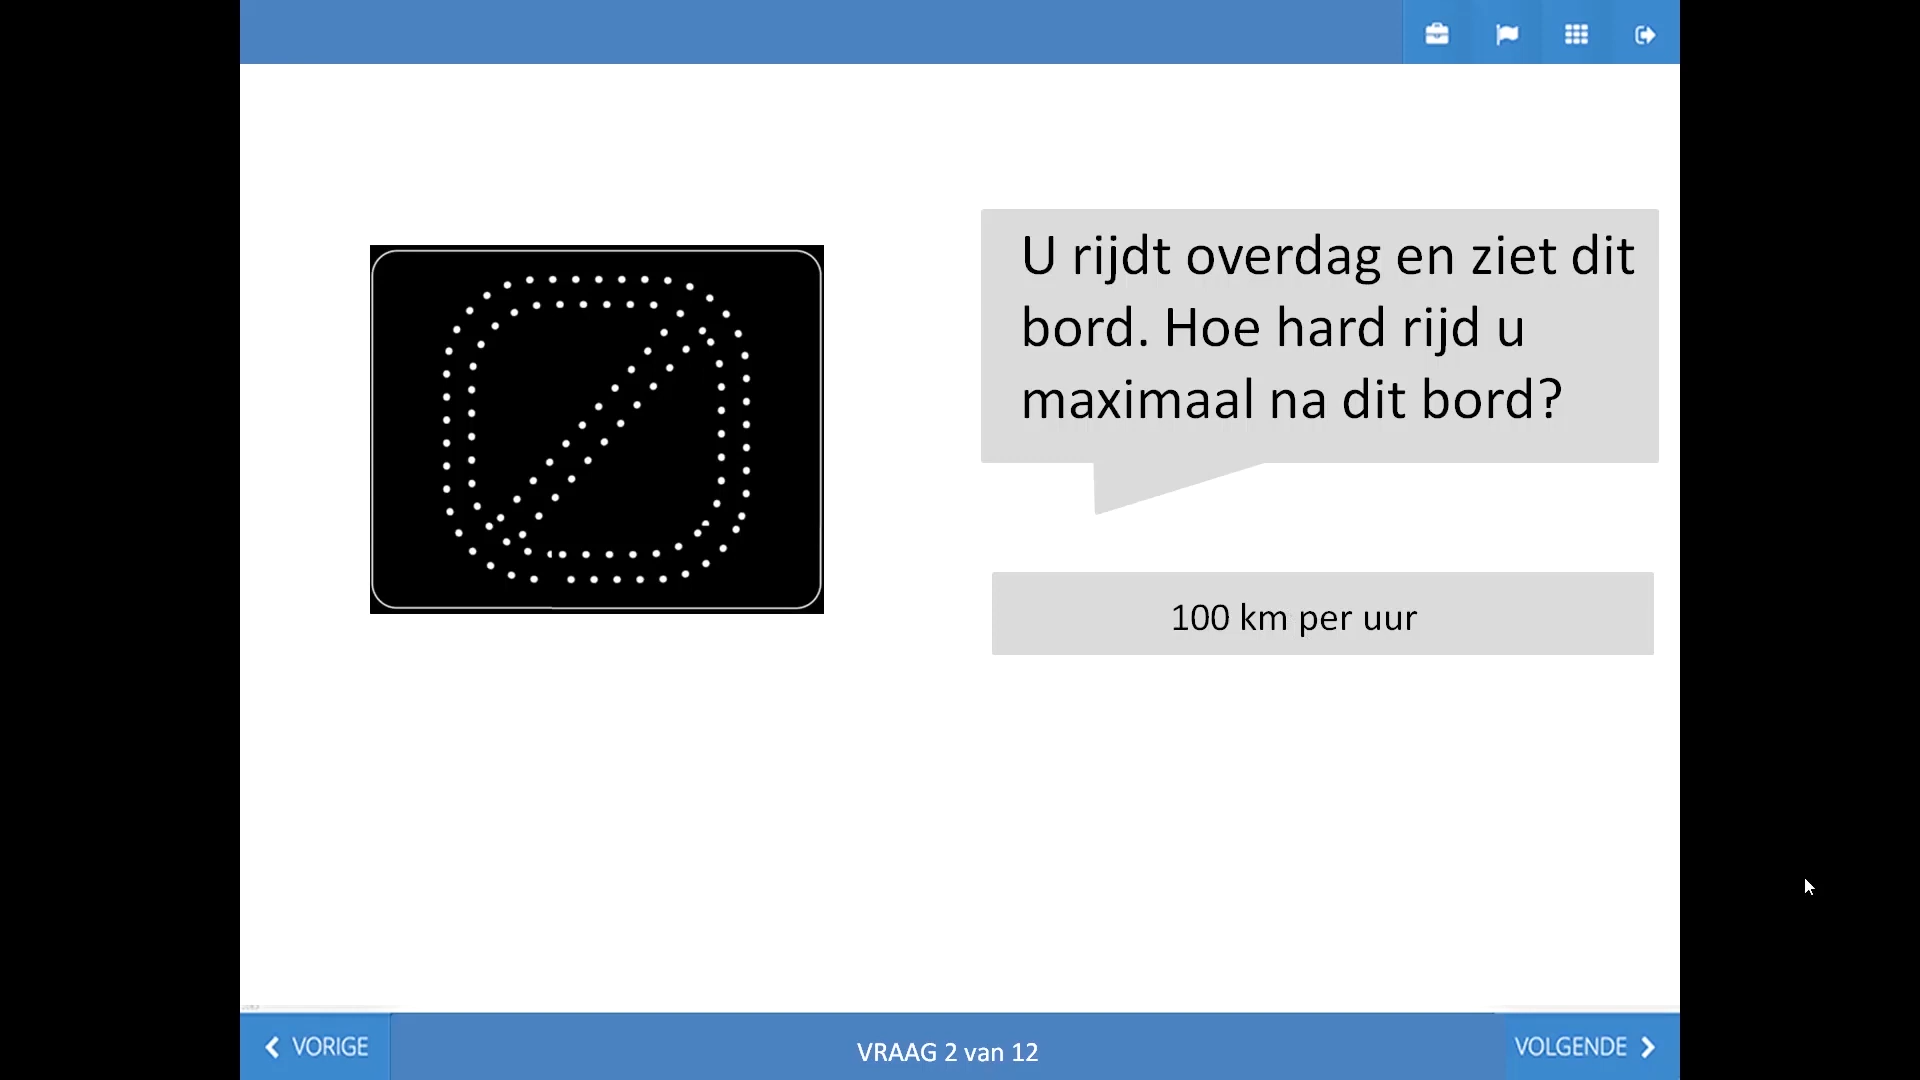 U rijdt overdag en ziet dit
bord. Hoe hard rijd u
maximaal na dit bord?
100 km per uur
VORIGE
VRAAG 2 van 12
VOLGENDE